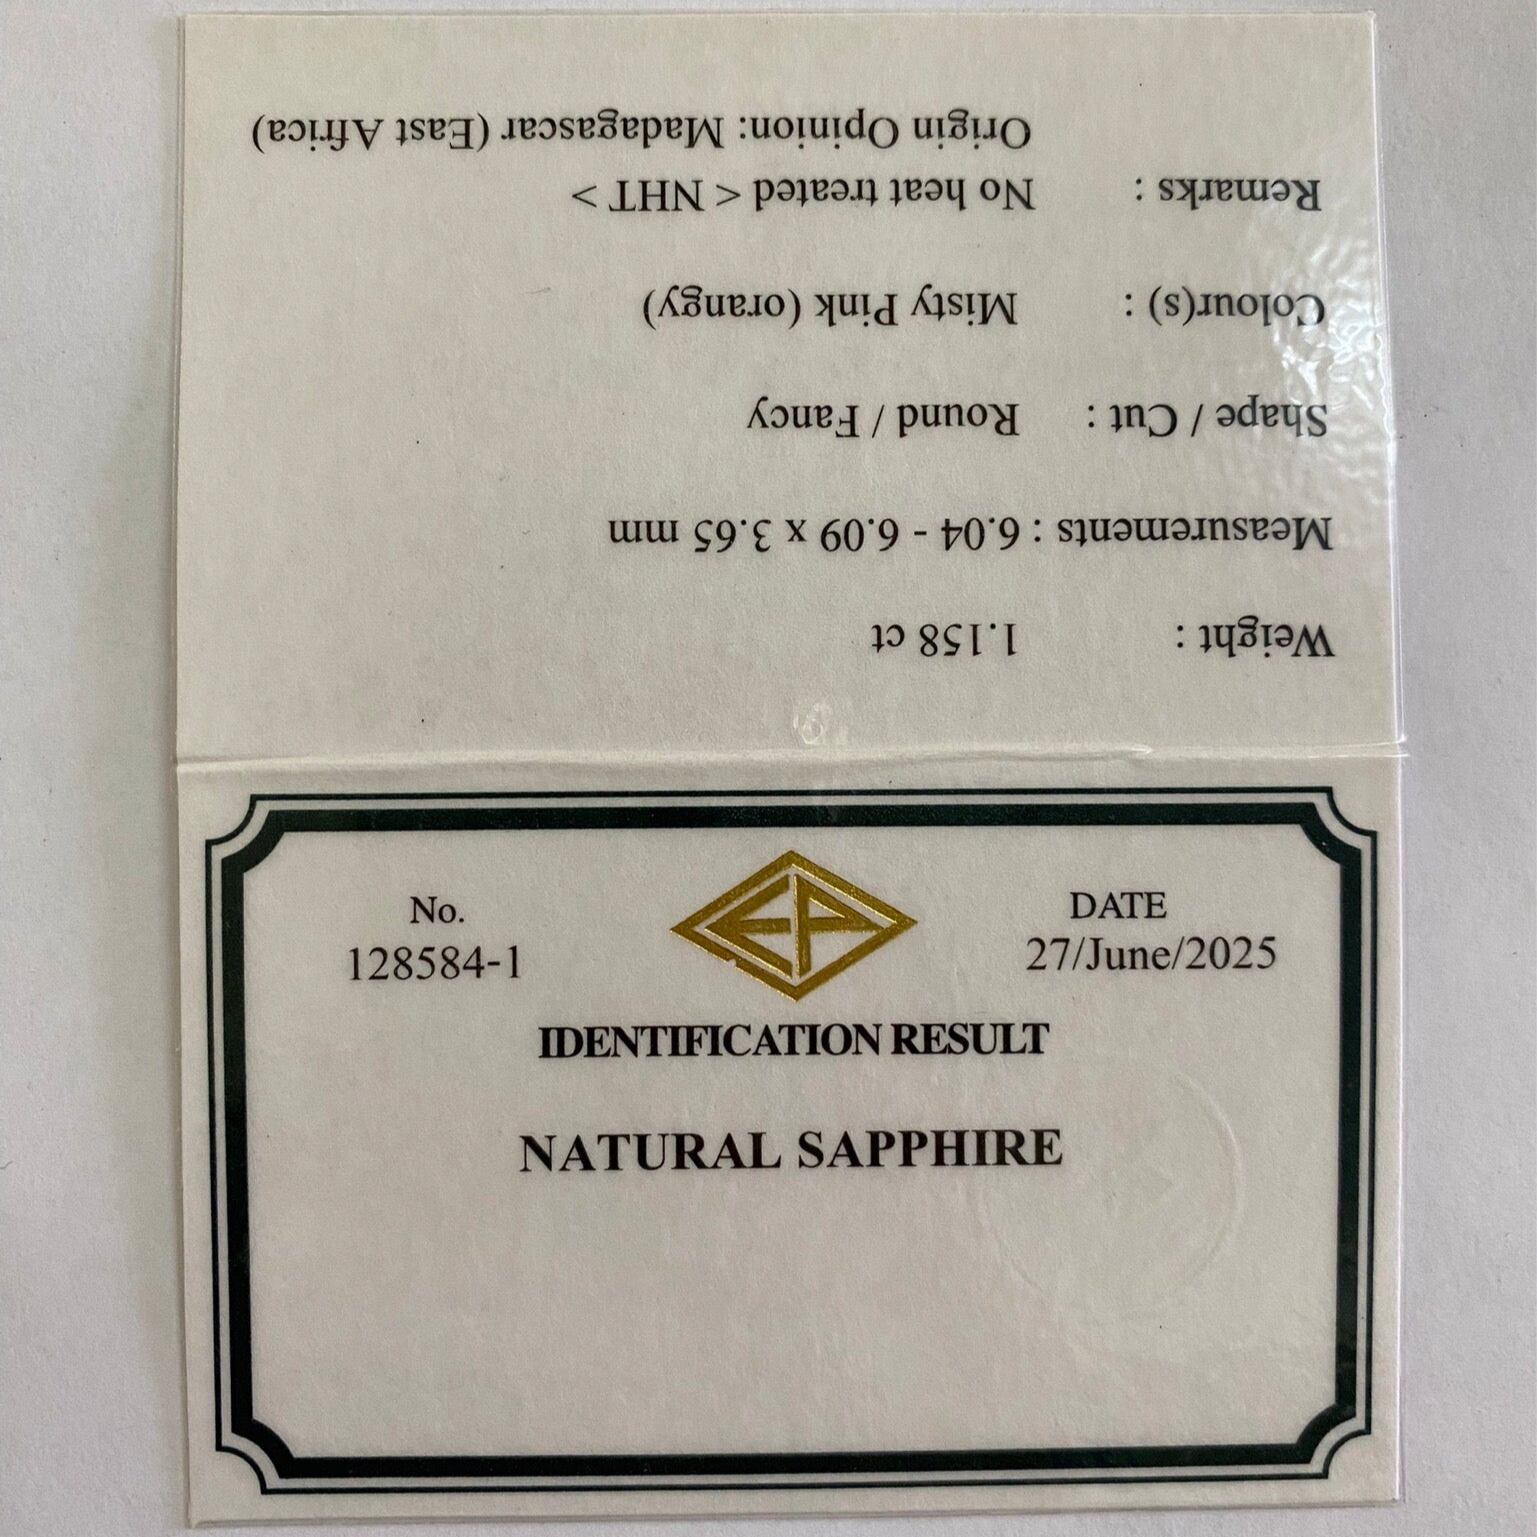 Weight : 1.158 ct
Measurements : 6.04 - 6.09 x 3.65 mm
Shape / Cut : Round / Fancy
Colour(s) : Misty Pink (orangy)
Remarks : No heat treated < NHT >
Origin Opinion: Madagascar (East Africa)
No. DATE
128584-1 27/June/2025
EP
IDENTIFICATION RESULT
NATURAL SAPPHIRE